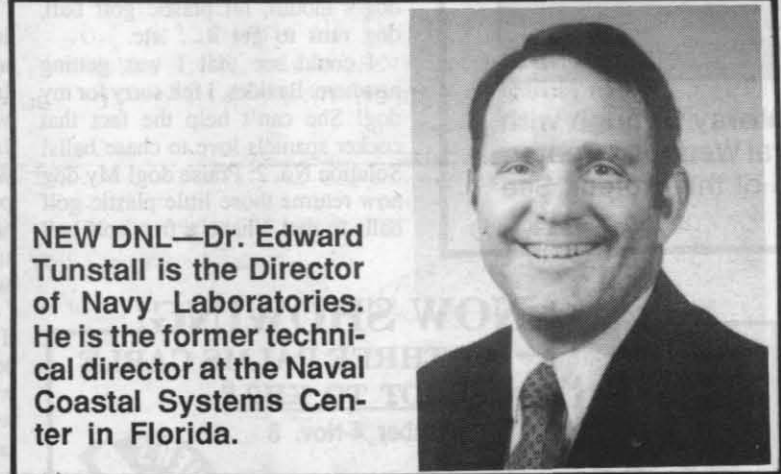 NEW DNL—Dr. Edward
Tunstall is the Director
of Navy Laboratories.
He is the former techni-
cal director at the Naval
Coastal Systems Cen-
ter in Florida.